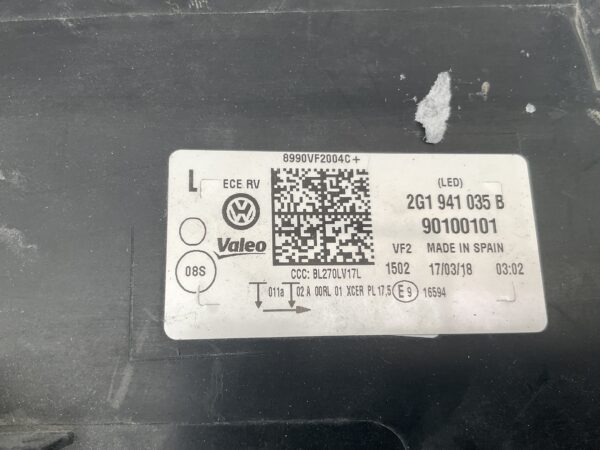 8990VF2004C+
L ECE RV (LED)
2G1 941 035 B
Valeo 90100101
VF2 MADE IN SPAIN
08S CCC: BL270LV17L 1502 17/03/18 03:02
011a 02 A 00RL 01 XCER PL 17,5 E 9 16594